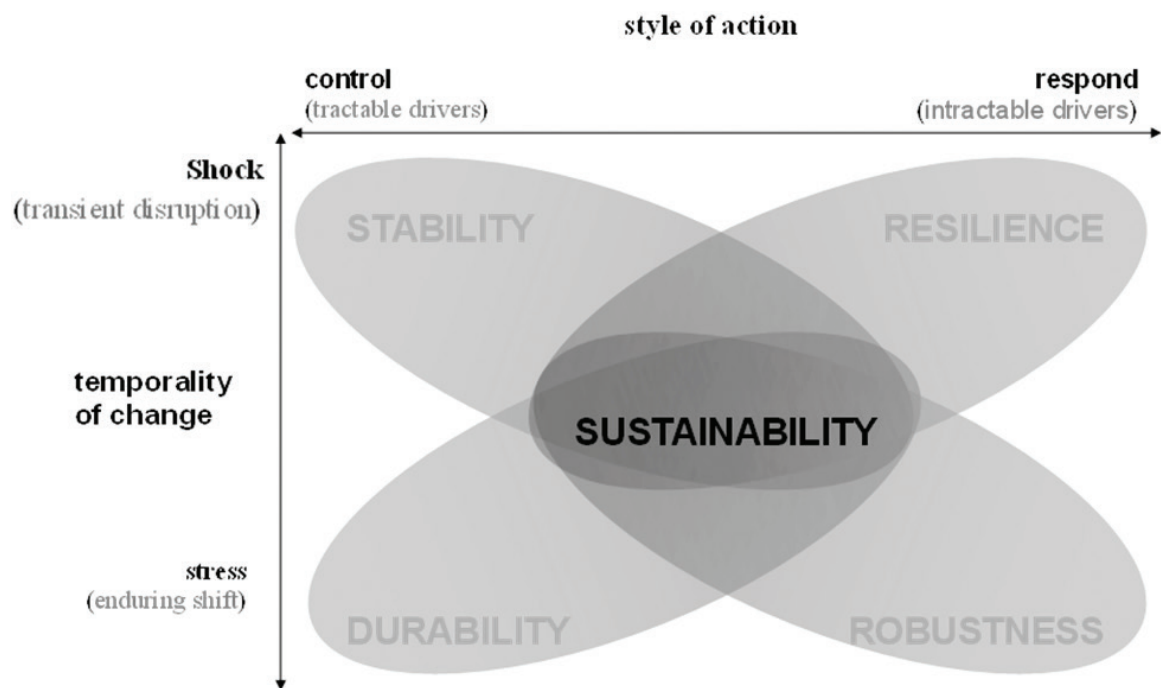 style of action
control
(tractable drivers)
respond
(intractable drivers)
Shock
(transient disruption)
STABILITY
RESILIENCE
temporality
of change
SUSTAINABILITY
stress
(enduring shift)
DURABILITY
ROBUSTNESS